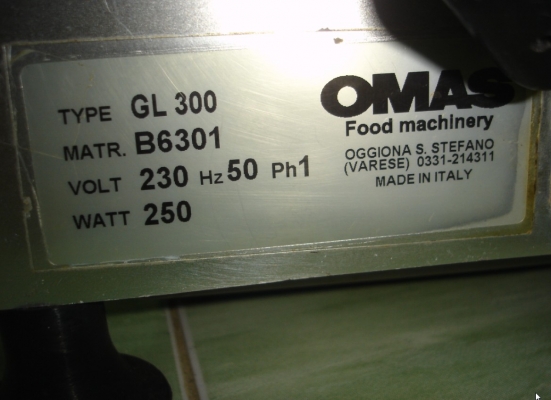 TYPE GL 300
MATR. B6301
VOLT 230 Hz 50 Ph1
WATT 250
OMAS
Food machinery
OGGIONA S. STEFANO
(VARESE) 0331-214311
MADE IN ITALY